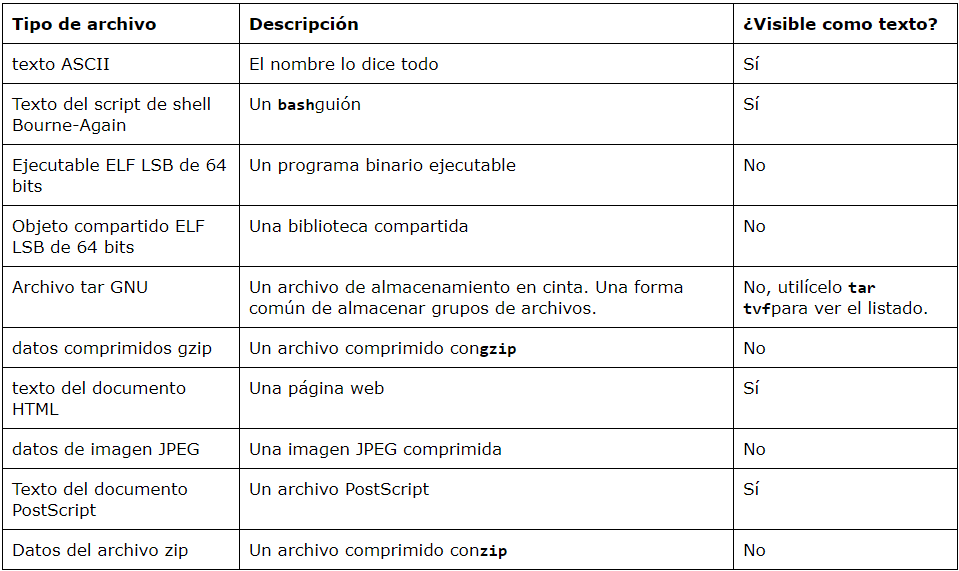 Tipo de archivo Descripción ¿Visible como texto?
texto ASCII El nombre lo dice todo Sí
Texto del script de shell Un bashguión Sí
Bourne-Again
Ejecutable ELF LSB de 64 Un programa binario ejecutable No
bits
Objeto compartido ELF Una biblioteca compartida No
LSB de 64 bits
Archivo tar GNU Un archivo de almacenamiento en cinta. Una forma No, utilícelo tar
común de almacenar grupos de archivos. tvfpara ver el listado.
datos comprimidos gzip Un archivo comprimido congzip No
texto del documento Una página web Sí
HTML
datos de imagen JPEG Una imagen JPEG comprimida No
Texto del documento Un archivo PostScript Sí
PostScript
Datos del archivo zip Un archivo comprimido conzip No